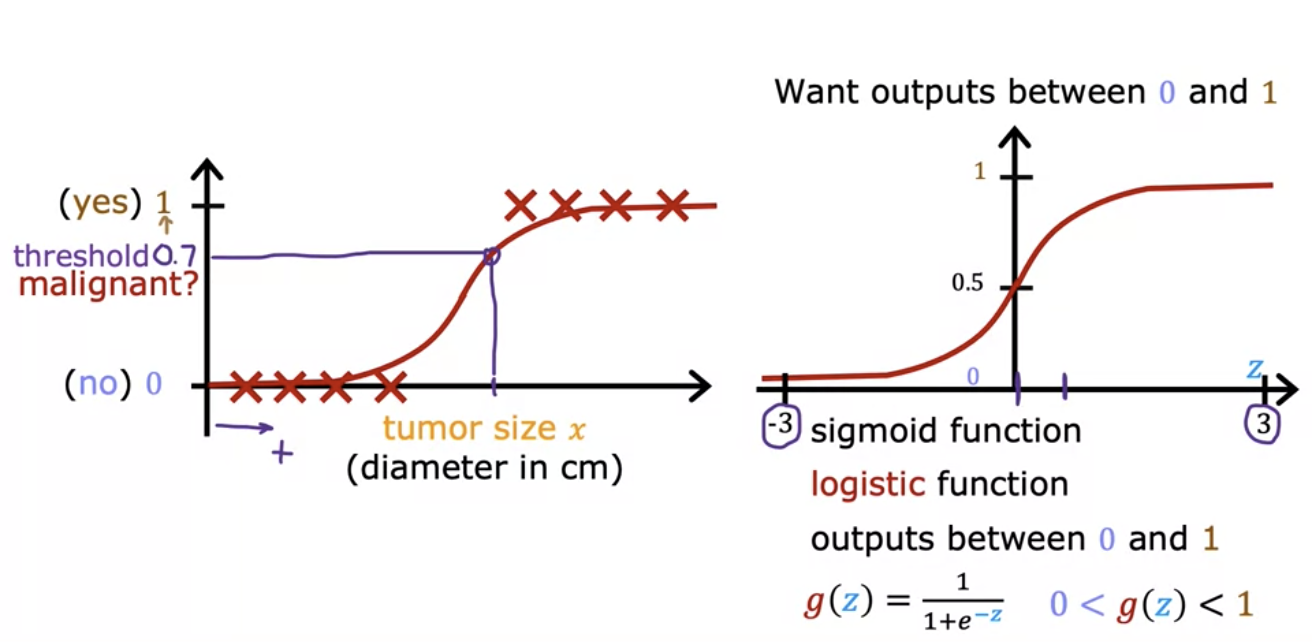 Want outputs between 0 and 1
(yes) 1
threshold 0.7
malignant?
(no) 0
+
tumor size x
(diameter in cm)
1
0.5
0
z
-3
3
sigmoid function
logistic function
outputs between 0 and 1
g(z) = 1/1+e^-z 0 < g(z) < 1